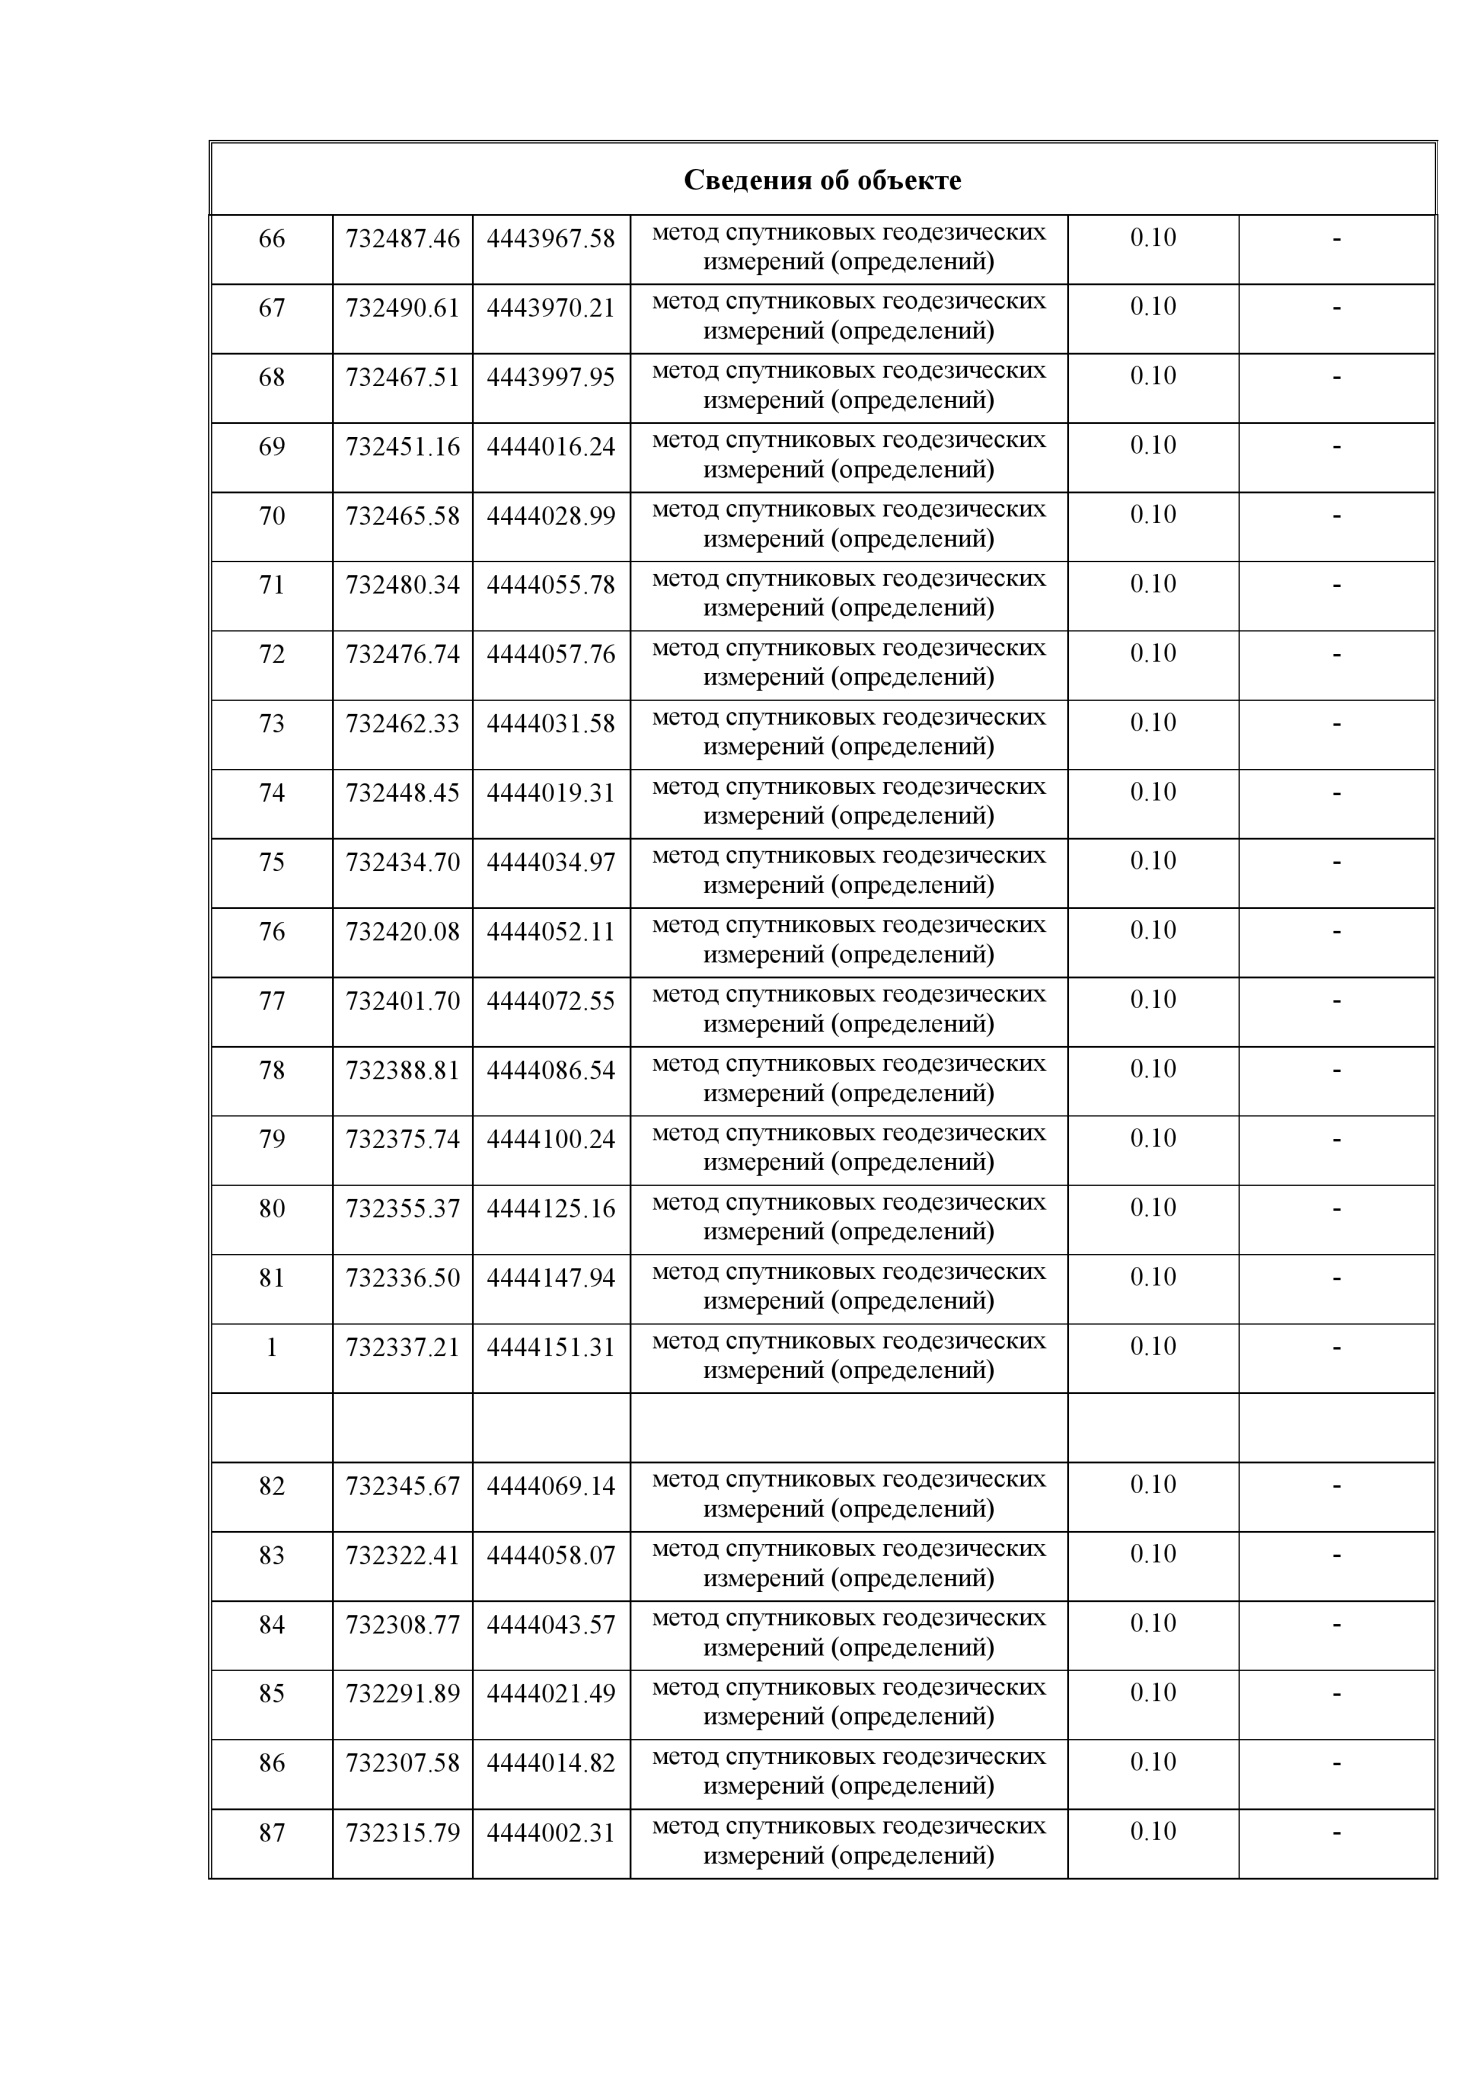 Сведения об объекте
66 732487.46 4443967.58 метод спутниковых геодезических измерений (определений) 0.10 -
67 732490.61 4443970.21 метод спутниковых геодезических измерений (определений) 0.10 -
68 732467.51 4443997.95 метод спутниковых геодезических измерений (определений) 0.10 -
69 732451.16 4444016.24 метод спутниковых геодезических измерений (определений) 0.10 -
70 732465.58 4444028.99 метод спутниковых геодезических измерений (определений) 0.10 -
71 732480.34 4444055.78 метод спутниковых геодезических измерений (определений) 0.10 -
72 732476.74 4444057.76 метод спутниковых геодезических измерений (определений) 0.10 -
73 732462.33 4444031.58 метод спутниковых геодезических измерений (определений) 0.10 -
74 732448.45 4444019.31 метод спутниковых геодезических измерений (определений) 0.10 -
75 732434.70 4444034.97 метод спутниковых геодезических измерений (определений) 0.10 -
76 732420.08 4444052.11 метод спутниковых геодезических измерений (определений) 0.10 -
77 732401.70 4444072.55 метод спутниковых геодезических измерений (определений) 0.10 -
78 732388.81 4444086.54 метод спутниковых геодезических измерений (определений) 0.10 -
79 732375.74 4444100.24 метод спутниковых геодезических измерений (определений) 0.10 -
80 732355.37 4444125.16 метод спутниковых геодезических измерений (определений) 0.10 -
81 732336.50 4444147.94 метод спутниковых геодезических измерений (определений) 0.10 -
1 732337.21 4444151.31 метод спутниковых геодезических измерений (определений) 0.10 -
82 732345.67 4444069.14 метод спутниковых геодезических измерений (определений) 0.10 -
83 732322.41 4444058.07 метод спутниковых геодезических измерений (определений) 0.10 -
84 732308.77 4444043.57 метод спутниковых геодезических измерений (определений) 0.10 -
85 732291.89 4444021.49 метод спутниковых геодезических измерений (определений) 0.10 -
86 732307.58 4444014.82 метод спутниковых геодезических измерений (определений) 0.10 -
87 732315.79 4444002.31 метод спутниковых геодезических измерений (определений) 0.10 -